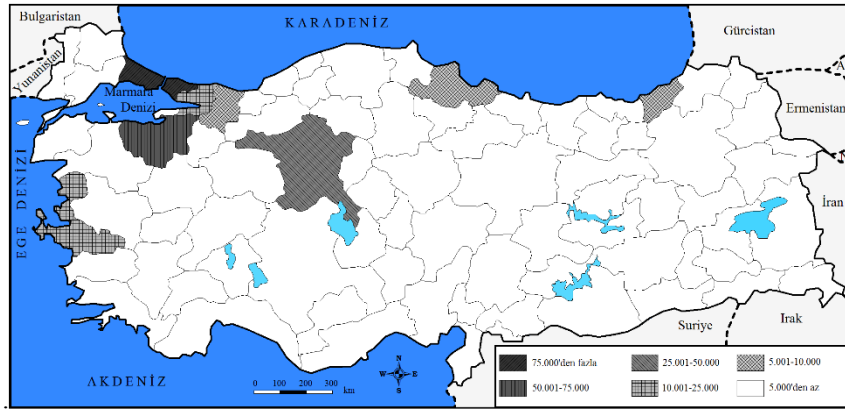 Bulgaristan
KARADENİZ
Gürcistan
Yunanistan
Marmara
Denizi
A
Ermenistan
N
İran
EGE DENİZİ
Suriye
Irak
AKDENİZ
N
W E
S
0 100 200 300
km
75.000'den fazla
25.001-50.000
5.001-10.000
50.001-75.000
10.001-25.000
5.000'den az